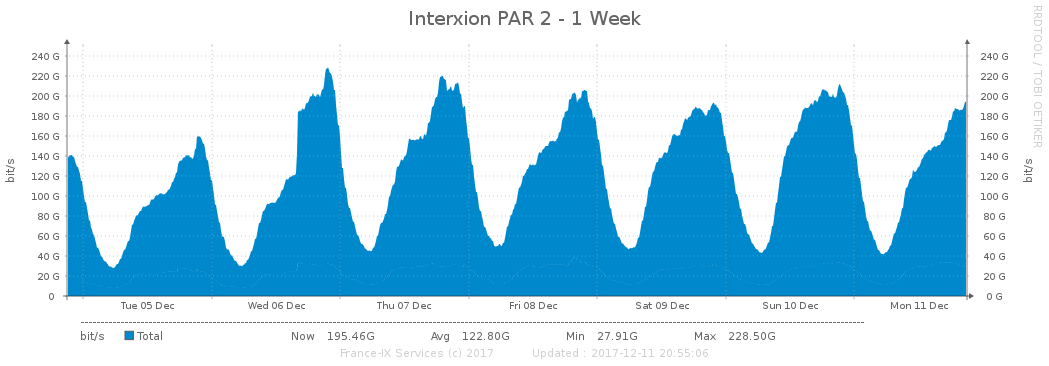 Interxion PAR 2 - 1 Week
RRDTOOL / TOBI OETIKER
bit/s
240 G
220 G
200 G
180 G
160 G
140 G
120 G
100 G
80 G
60 G
40 G
20 G
0
240 G
220 G
200 G
180 G
160 G
140 G
120 G
100 G
80 G
60 G
40 G
20 G
0 G
bit/s
Tue 05 Dec Wed 06 Dec Thu 07 Dec Fri 08 Dec Sat 09 Dec Sun 10 Dec Mon 11 Dec
bit/s Total Now 195.46G Avg 122.80G Min 27.91G Max 228.50G
France-IX Services (c) 2017 Updated : 2017-12-11 20:55:06